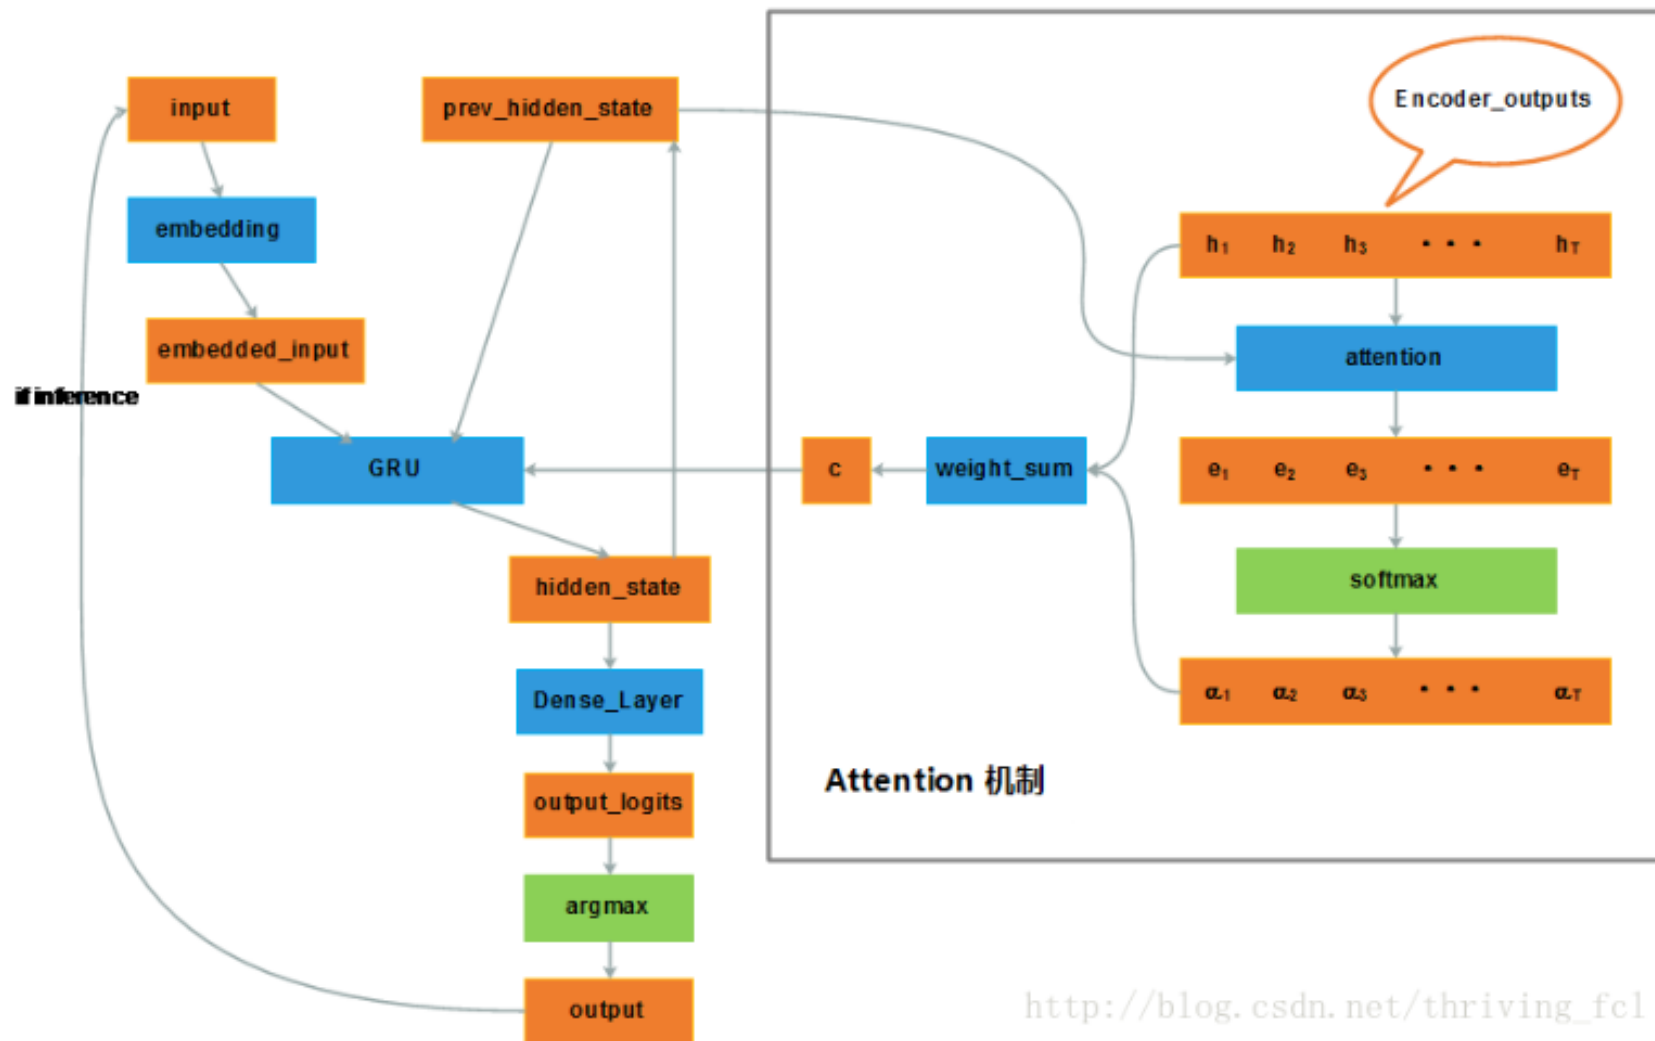 input
prev_hidden_state
Encoder_outputs
embedding
h₁ h₂ h₃ · · · hT
embedded_input
attention
if inference
GRU
c
weight_sum
e₁ e₂ e₃ · · · eT
hidden_state
softmax
Dense_Layer
α₁ α₂ α₃ · · · αT
Attention 机制
output_logits
argmax
output
http://blog.csdn.net/thriving_fcl